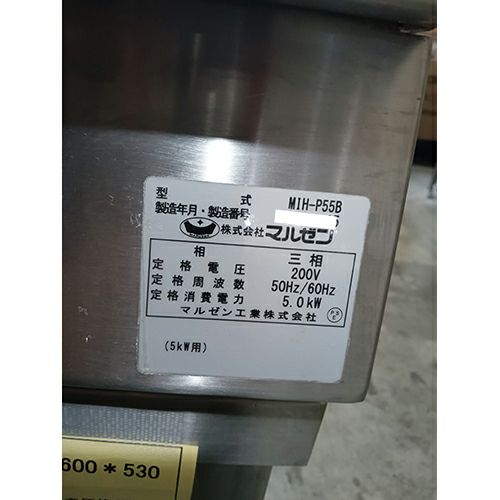 型 式 MIH-P55B
製造年月・製造番号
株式会社マルゼン
相 三相
定格電圧 200V
定格周波数 50Hz/60Hz
定格消費電力 5.0kW
マルゼン工業株式会社
(5kW用)
600*530